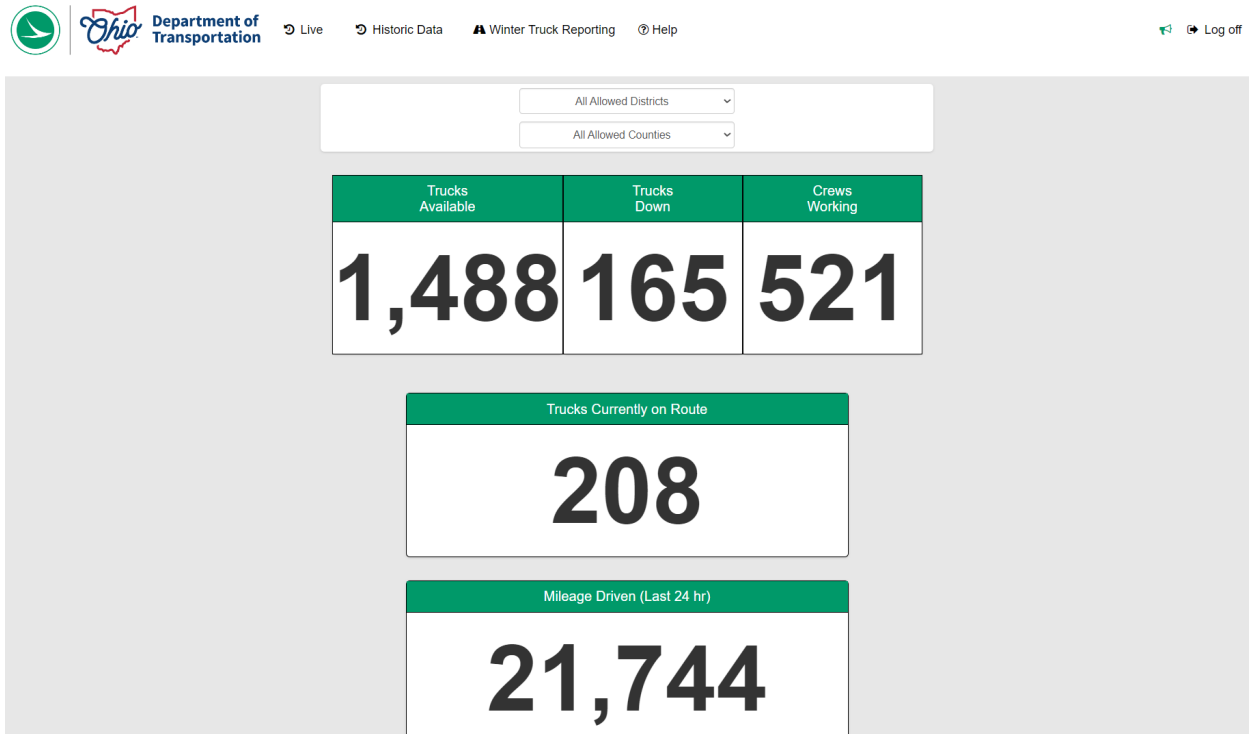 Ohio
Department of
Transportation
Live
Historic Data
Winter Truck Reporting
Help
Log off
All Allowed Districts
All Allowed Counties
Trucks
Available
Trucks
Down
Crews
Working
1,488
165
521
Trucks Currently on Route
208
Mileage Driven (Last 24 hr)
21,744